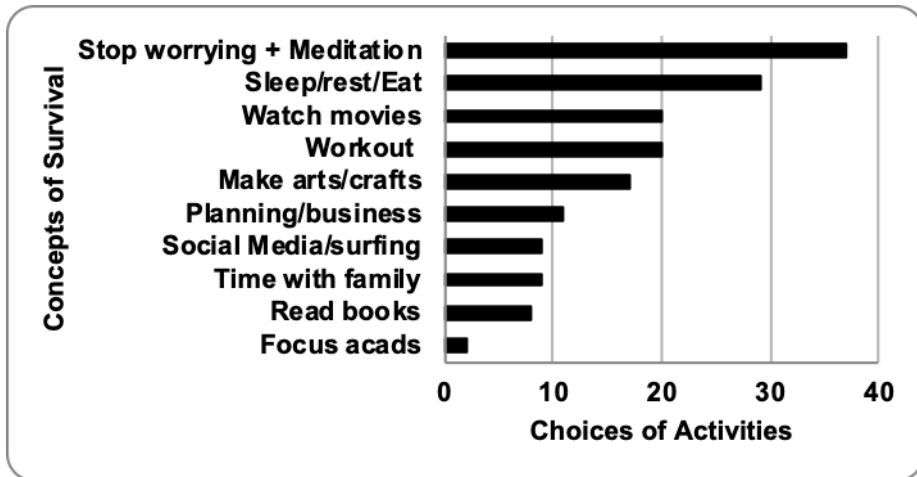 Concepts of Survival
Stop worrying + Meditation
Sleep/rest/Eat
Watch movies
Workout
Make arts/crafts
Planning/business
Social Media/surfing
Time with family
Read books
Focus acads
0 10 20 30 40
Choices of Activities